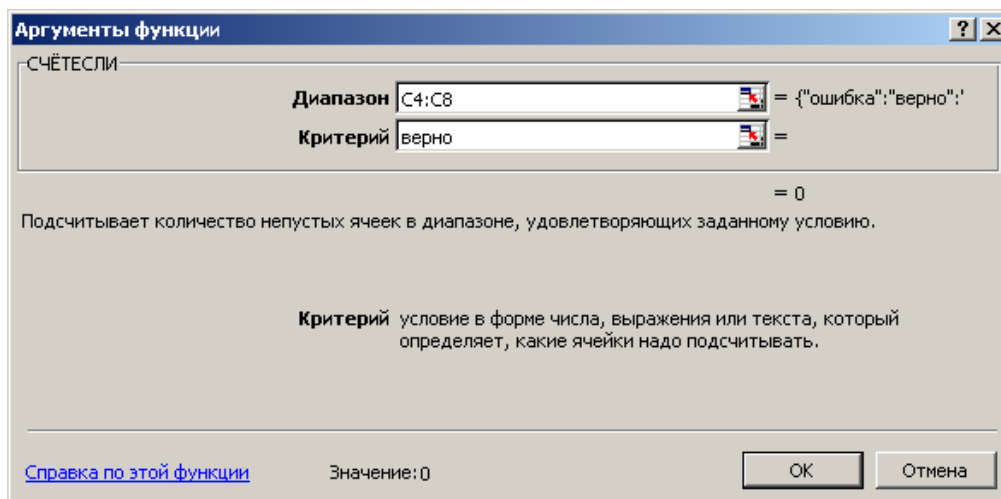 Аргументы функции
СЧЁТЕСЛИ
Диапазон C4:C8 = {"ошибка":"верно":'
Критерий верно =
= 0
Подсчитывает количество непустых ячеек в диапазоне, удовлетворяющих заданному условию.
Критерий условие в форме числа, выражения или текста, который
определяет, какие ячейки надо подсчитывать.
Справка по этой функции Значение:0 OK Отмена